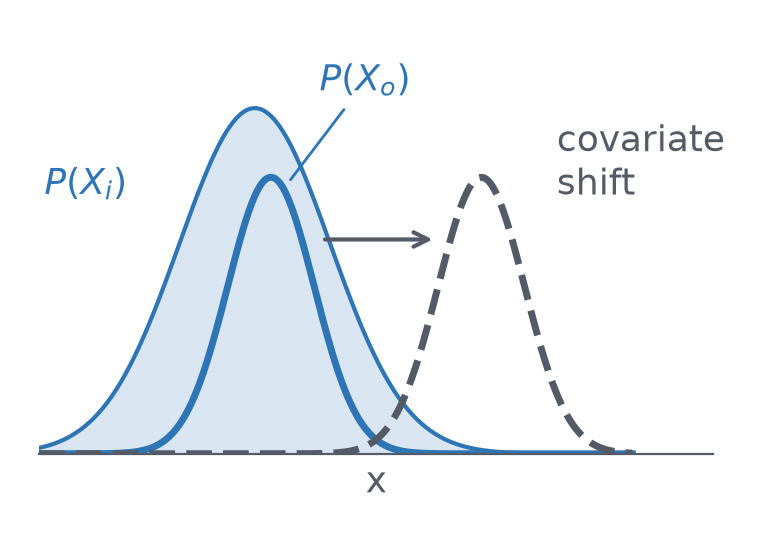 P(Xₒ)
covariate
shift
P(Xᵢ)
x